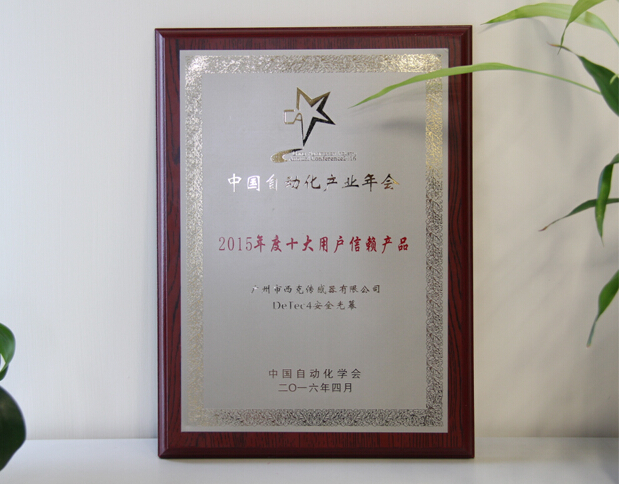 CA
中国自动化产业年会
2015年度十大用户信赖产品
广州市西克传感器有限公司
DeTec4安全光幕
中国自动化学会
二〇一六年四月